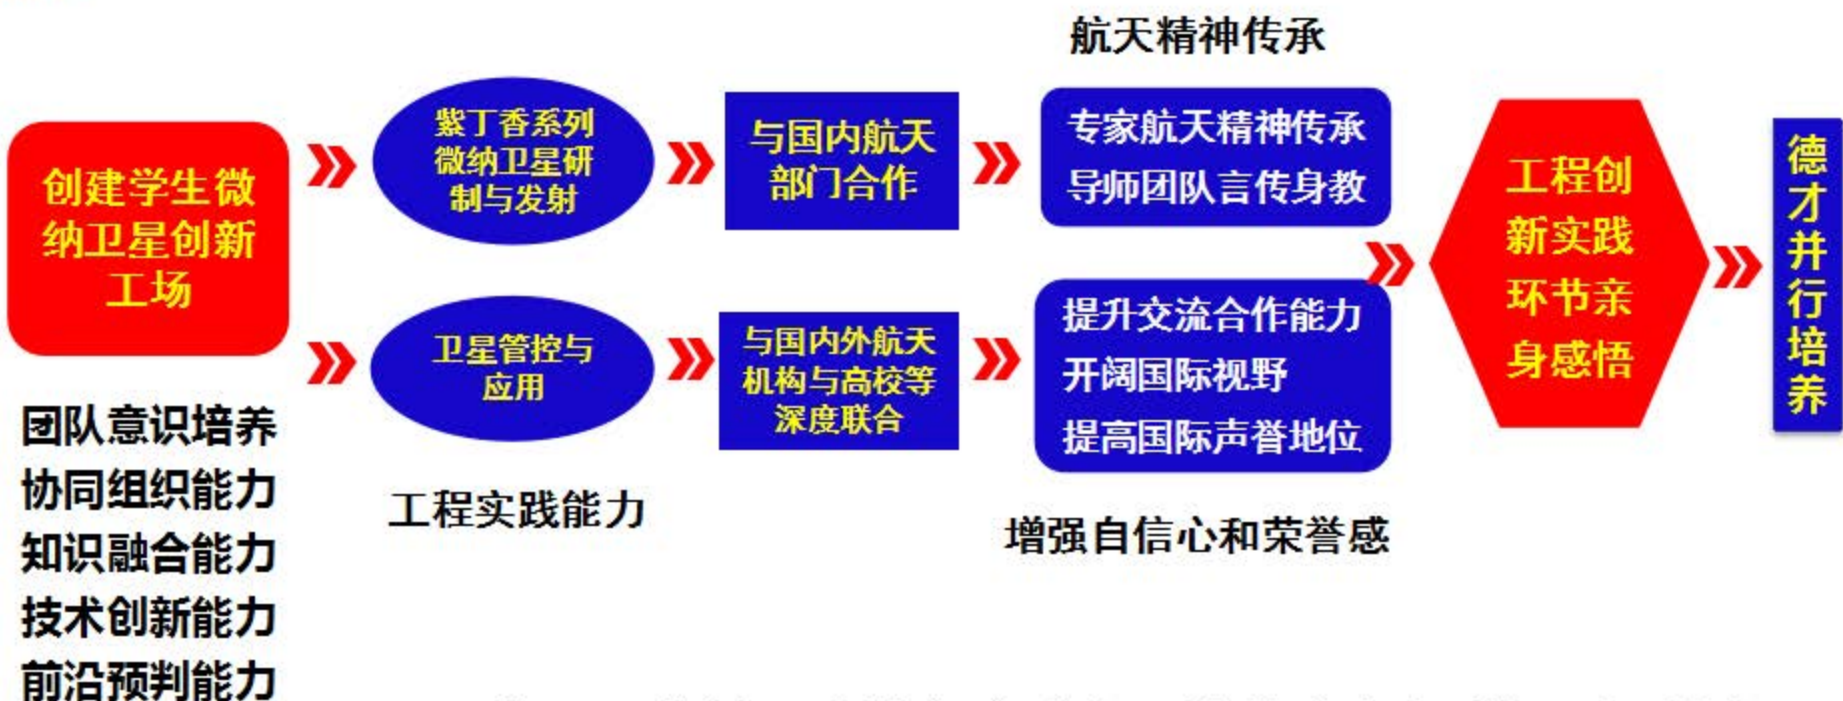 航天精神传承
创建学生微
纳卫星创新
工场
紫丁香系列
微纳卫星研
制与发射
与国内航天
部门合作
专家航天精神传承
导师团队言传身教
卫星管控与
应用
与国内外航天
机构与高校等
深度联合
提升交流合作能力
开阔国际视野
提高国际声誉地位
工程创
新实践
环节亲
身感悟
德才并行培养
团队意识培养
协同组织能力
知识融合能力
技术创新能力
前沿预判能力
工程实践能力
增强自信心和荣誉感